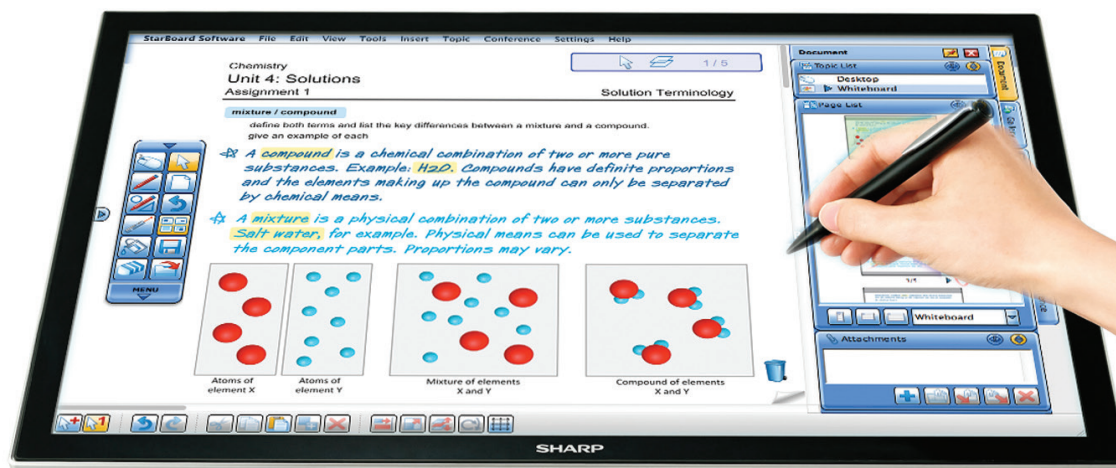 StarBoard Software File Edit View Tools Insert Topic Conference Settings Help
Chemistry
Unit 4: Solutions
Assignment 1
Solution Terminology
1 / 5
mixture / compound
define both terms and list the key differences between a mixture and a compound.
give an example of each
A compound is a chemical combination of two or more pure
substances. Example: H2O. Compounds have definite proportions
and the elements making up the compound can only be separated
by chemical means.
A mixture is a physical combination of two or more substances.
Salt water, for example. Physical means can be used to separate
the component parts. Proportions may vary.
Atoms of
element X
Atoms of
element Y
Mixture of elements
X and Y
Compound of elements
X and Y
MENU
Document
Topic List
Desktop
Whiteboard
Page List
Document
1/5
Whiteboard
Attachments
1
SHARP